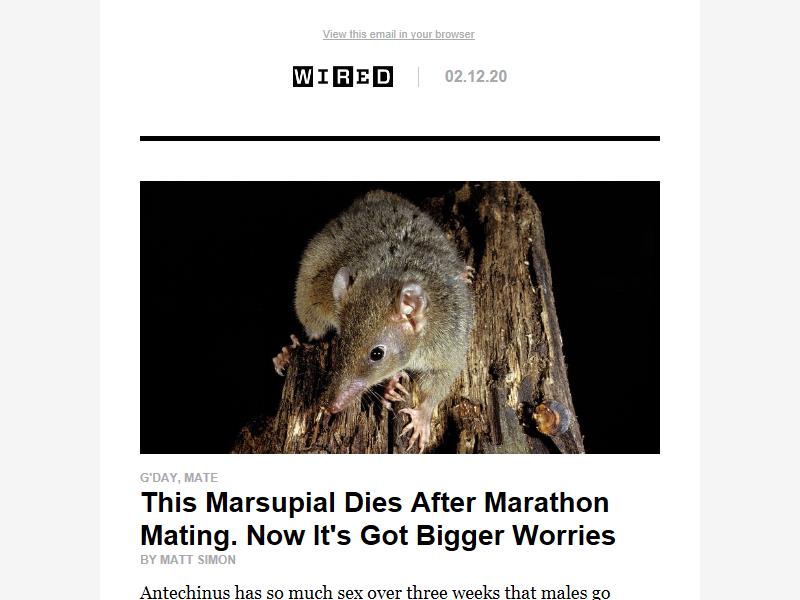 View this email in your browser
WIRED
02.12.20
G'DAY, MATE
This Marsupial Dies After Marathon
Mating. Now It's Got Bigger Worries
BY MATT SIMON
Antechinus has so much sex over three weeks that males go